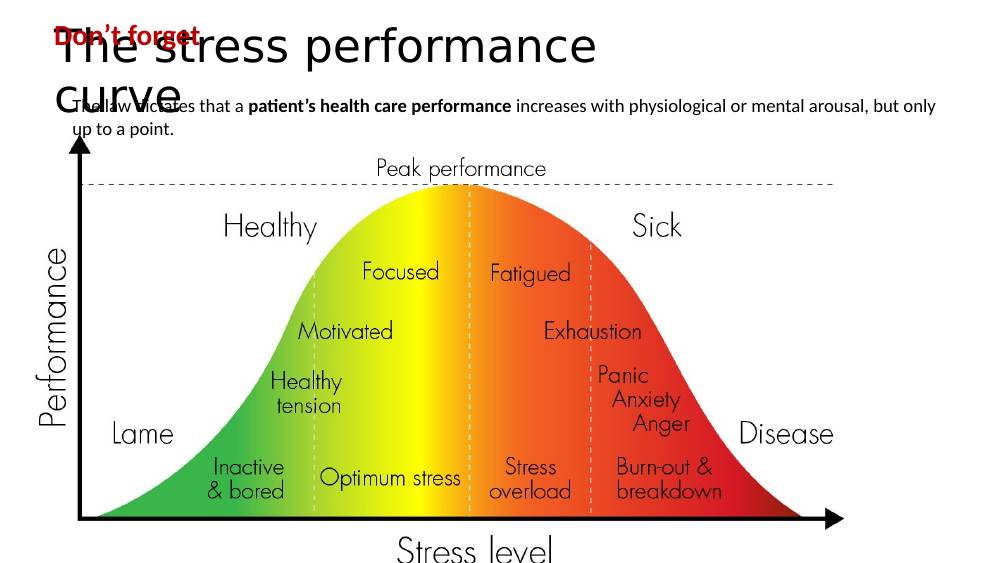 Don’t forget
The stress performance
curve
The law dictates that a patient’s health care performance increases with physiological or mental arousal, but only
up to a point.
Peak performance
Healthy
Sick
Focused
Fatigued
Motivated
Exhaustion
Healthy
tension
Panic
Anxiety
Anger
Lame
Disease
Inactive
& bored
Optimum stress
Stress
overload
Burn-out &
breakdown
Performance
Stress level